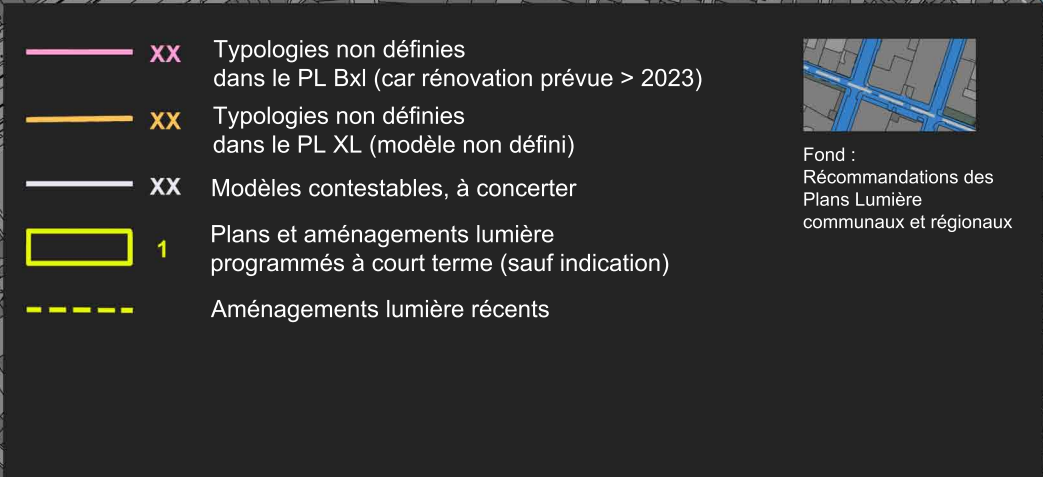 XX Typologies non définies
dans le PL Bxl (car rénovation prévue > 2023)
XX Typologies non définies
dans le PL XL (modèle non défini)
XX Modèles contestables, à concerter
1 Plans et aménagements lumière
programmés à court terme (sauf indication)
Aménagements lumière récents
Fond :
Récommandations des
Plans Lumière
communaux et régionaux